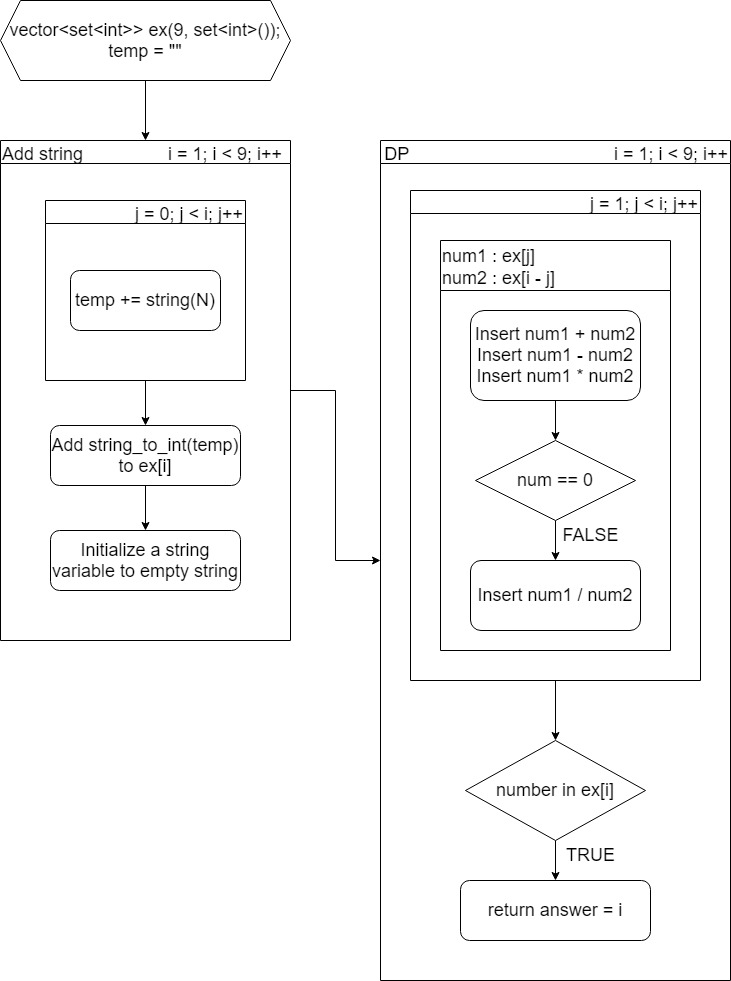 vector<set<int>> ex(9, set<int>());
temp = ""
Add string
i = 1; i < 9; i++
j = 0; j < i; j++
temp += string(N)
Add string_to_int(temp)
to ex[i]
Initialize a string
variable to empty string
DP
i = 1; i < 9; i++
j = 1; j < i; j++
num1 : ex[j]
num2 : ex[i - j]
Insert num1 + num2
Insert num1 - num2
Insert num1 * num2
num == 0
FALSE
Insert num1 / num2
number in ex[i]
TRUE
return answer = i